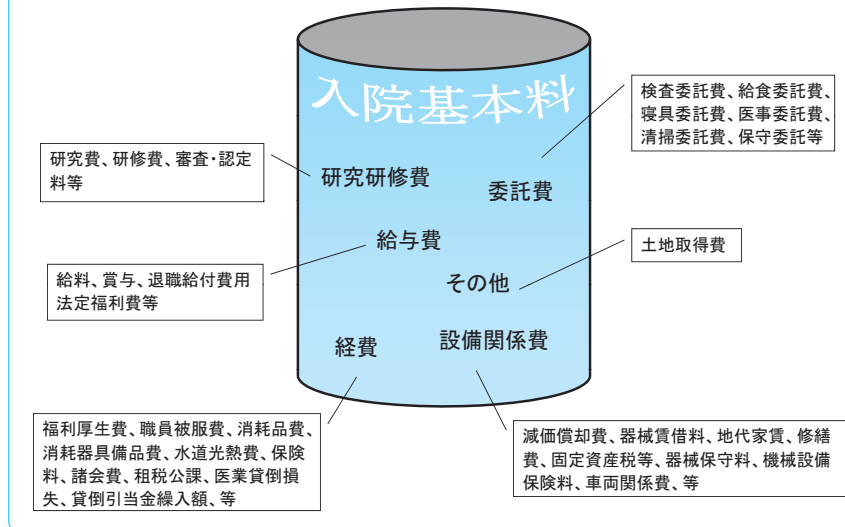 入院基本料
検査委託費、給食委託費、
寝具委託費、医事委託費、
清掃委託費、保守委託等
研究費、研修費、審査・認定
料等
研究研修費
委託費
給与費
土地取得費
給料、賞与、退職給付費用
法定福利費等
その他
経費
設備関係費
福利厚生費、職員被服費、消耗品費、
消耗器具備品費、水道光熱費、保険
料、諸会費、租税公課、医業貸倒損
失、貸倒引当金繰入額、等
減価償却費、器械賃借料、地代家賃、修繕
費、固定資産税等、器械保守料、機械設備
保険料、車両関係費、等